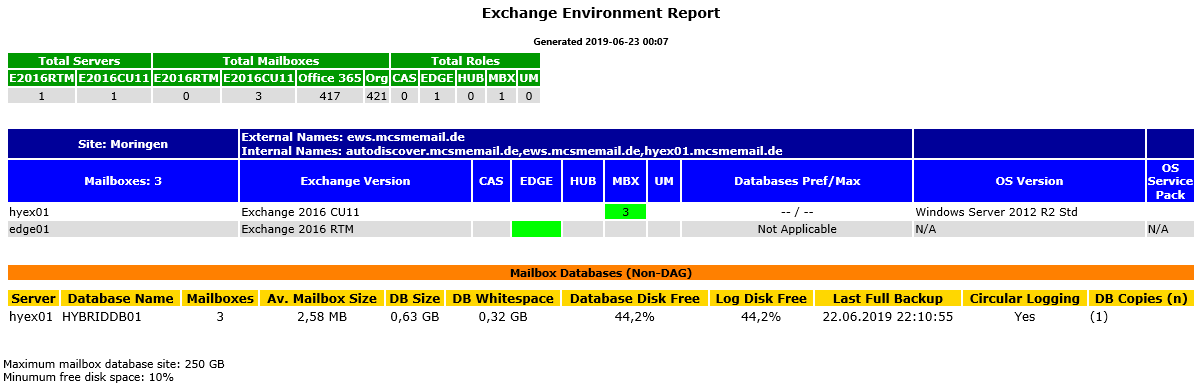 Exchange Environment Report
Generated 2019-06-23 00:07
Total Servers Total Mailboxes Total Roles
E2016RTM E2016CU11 E2016RTM E2016CU11 Office 365 Org CAS EDGE HUB MBX UM
1 1 0 3 417 421 0 1 0 1 0
Site: Moringen
External Names: ews.mcsmemail.de
Internal Names: autodiscover.mcsmemail.de,ews.mcsmemail.de,hyex01.mcsmemail.de
Mailboxes: 3 Exchange Version CAS EDGE HUB MBX UM Databases Pref/Max OS Version OS Service Pack
hyex01 Exchange 2016 CU11 3 -- / -- Windows Server 2012 R2 Std
edge01 Exchange 2016 RTM Not Applicable N/A N/A
Mailbox Databases (Non-DAG)
Server Database Name Mailboxes Av. Mailbox Size DB Size DB Whitespace Database Disk Free Log Disk Free Last Full Backup Circular Logging DB Copies (n)
hyex01 HYBRIDDB01 3 2,58 MB 0,63 GB 0,32 GB 44,2% 44,2% 22.06.2019 22:10:55 Yes (1)
Maximum mailbox database site: 250 GB
Minumum free disk space: 10%